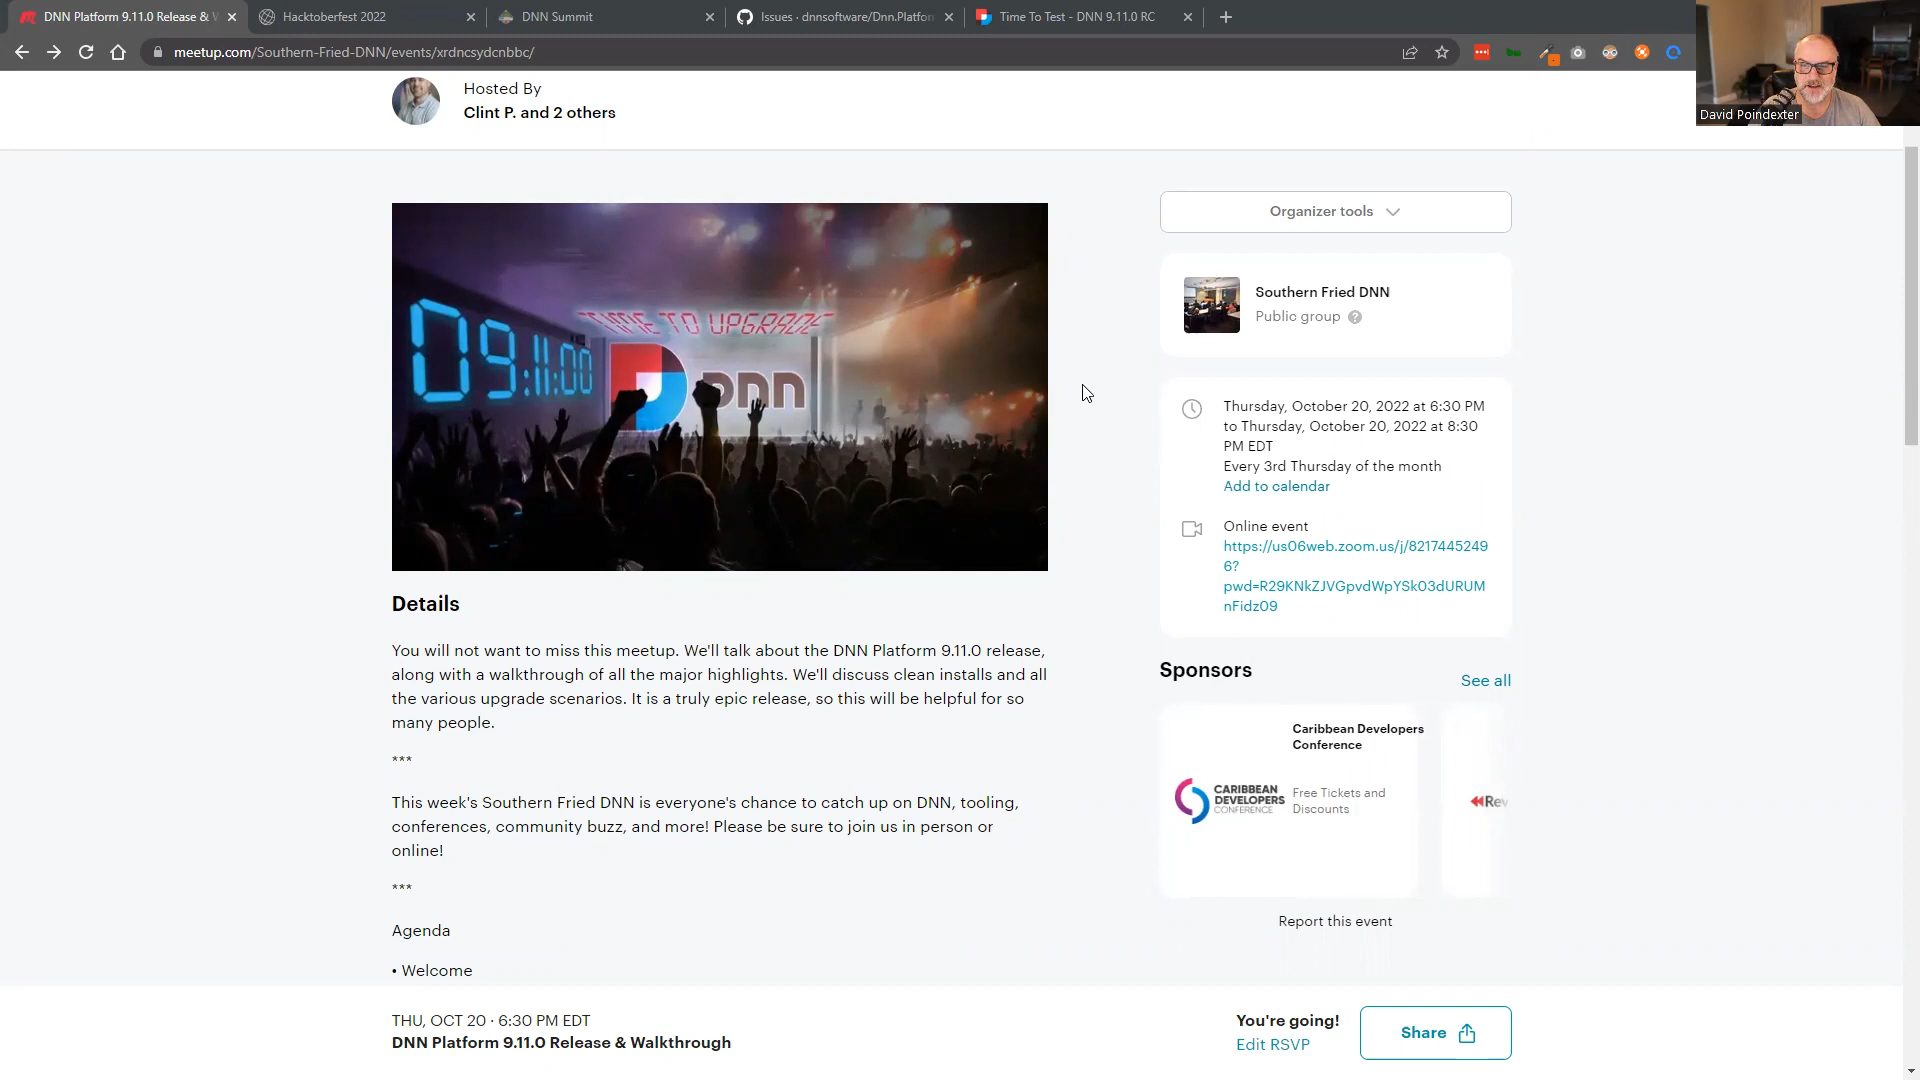 DNN Platform 9.11.0 Release & W
Hacktoberfest 2022
DNN Summit
Issues · dnnsoftware/Dnn.Platfor
Time To Test - DNN 9.11.0 RC
meetup.com/Southern-Fried-DNN/events/xrdncsydcnbbc/
David Poindexter
Hosted By
Clint P. and 2 others
TIME TO UPGRADE
09:11:00
DNN
Organizer tools
Southern Fried DNN
Public group
Thursday, October 20, 2022 at 6:30 PM
to Thursday, October 20, 2022 at 8:30
PM EDT
Every 3rd Thursday of the month
Add to calendar
Online event
https://us06web.zoom.us/j/8217445249
6?
pwd=R29KNkZJVGpvdWpYSk03dURUM
nFidz09
Details
You will not want to miss this meetup. We'll talk about the DNN Platform 9.11.0 release,
along with a walkthrough of all the major highlights. We'll discuss clean installs and all
the various upgrade scenarios. It is a truly epic release, so this will be helpful for so
many people.
***
This week's Southern Fried DNN is everyone's chance to catch up on DNN, tooling,
conferences, community buzz, and more! Please be sure to join us in person or
online!
***
Agenda
• Welcome
Sponsors
See all
Caribbean Developers
Conference
CARIBBEAN
DEVELOPERS
CONFERENCE
Free Tickets and
Discounts
Rev
Report this event
THU, OCT 20 · 6:30 PM EDT
DNN Platform 9.11.0 Release & Walkthrough
You're going!
Edit RSVP
Share